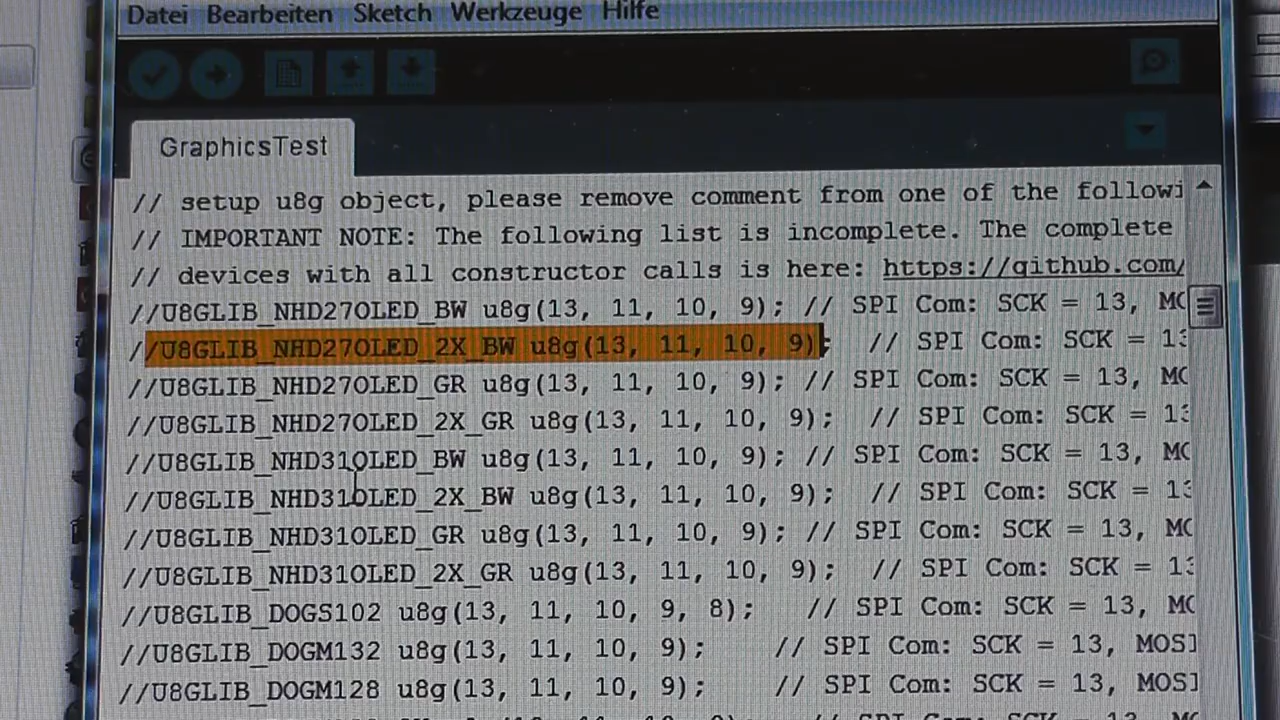 Datei Bearbeiten Sketch Werkzeuge Hilfe
GraphicsTest
// setup u8g object, please remove comment from one of the followi
// IMPORTANT NOTE: The following list is incomplete. The complete
// devices with all constructor calls is here: https://github.com/
//U8GLIB_NHD27OLED_BW u8g(13, 11, 10, 9); // SPI Com: SCK = 13, MO
//U8GLIB_NHD27OLED_2X_BW u8g(13, 11, 10, 9); // SPI Com: SCK = 13
//U8GLIB_NHD27OLED_GR u8g(13, 11, 10, 9); // SPI Com: SCK = 13, MO
//U8GLIB_NHD27OLED_2X_GR u8g(13, 11, 10, 9); // SPI Com: SCK = 13
//U8GLIB_NHD31OLED_BW u8g(13, 11, 10, 9); // SPI Com: SCK = 13, MO
//U8GLIB_NHD31OLED_2X_BW u8g(13, 11, 10, 9); // SPI Com: SCK = 13
//U8GLIB_NHD31OLED_GR u8g(13, 11, 10, 9); // SPI Com: SCK = 13, MO
//U8GLIB_NHD31OLED_2X_GR u8g(13, 11, 10, 9); // SPI Com: SCK = 13
//U8GLIB_DOGS102 u8g(13, 11, 10, 9, 8); // SPI Com: SCK = 13, MO
//U8GLIB_DOGM132 u8g(13, 11, 10, 9); // SPI Com: SCK = 13, MOSI
//U8GLIB_DOGM128 u8g(13, 11, 10, 9); // SPI Com: SCK = 13, MOSI